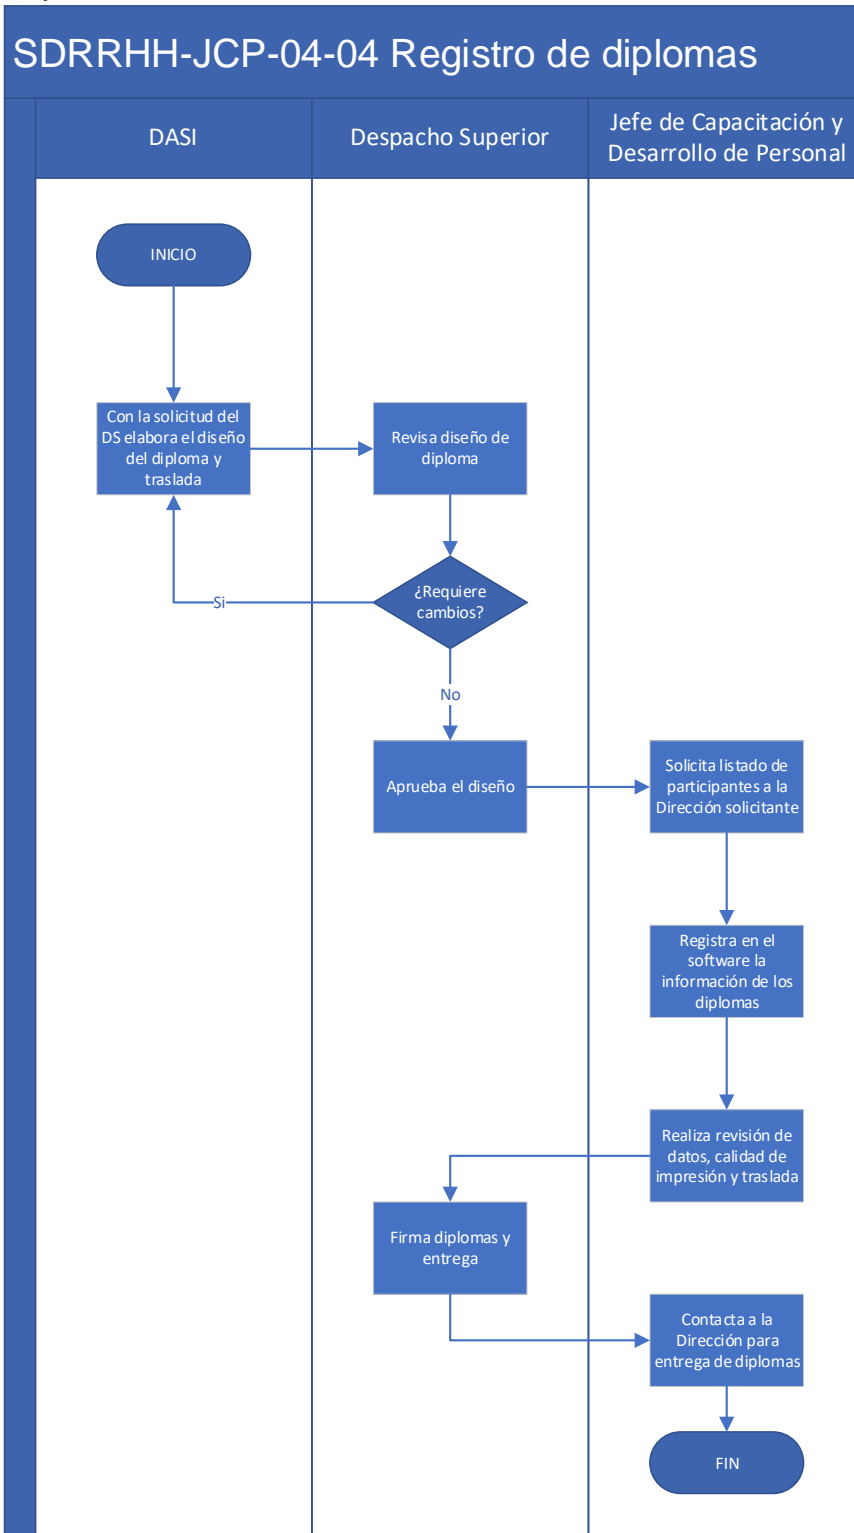 SDRRHH-JCP-04-04 Registro de diplomas
DASI
Despacho Superior
Jefe de Capacitación y
Desarrollo de Personal
INICIO
Con la solicitud del
DS elabora el diseño
del diploma y
traslada
Revisa diseño de
diploma
¿Requiere
cambios?
Si
No
Aprueba el diseño
Solicita listado de
participantes a la
Dirección solicitante
Registra en el
software la
información de los
diplomas
Realiza revisión de
datos, calidad de
impresión y traslada
Firma diplomas y
entrega
Contacta a la
Dirección para
entrega de diplomas
FIN